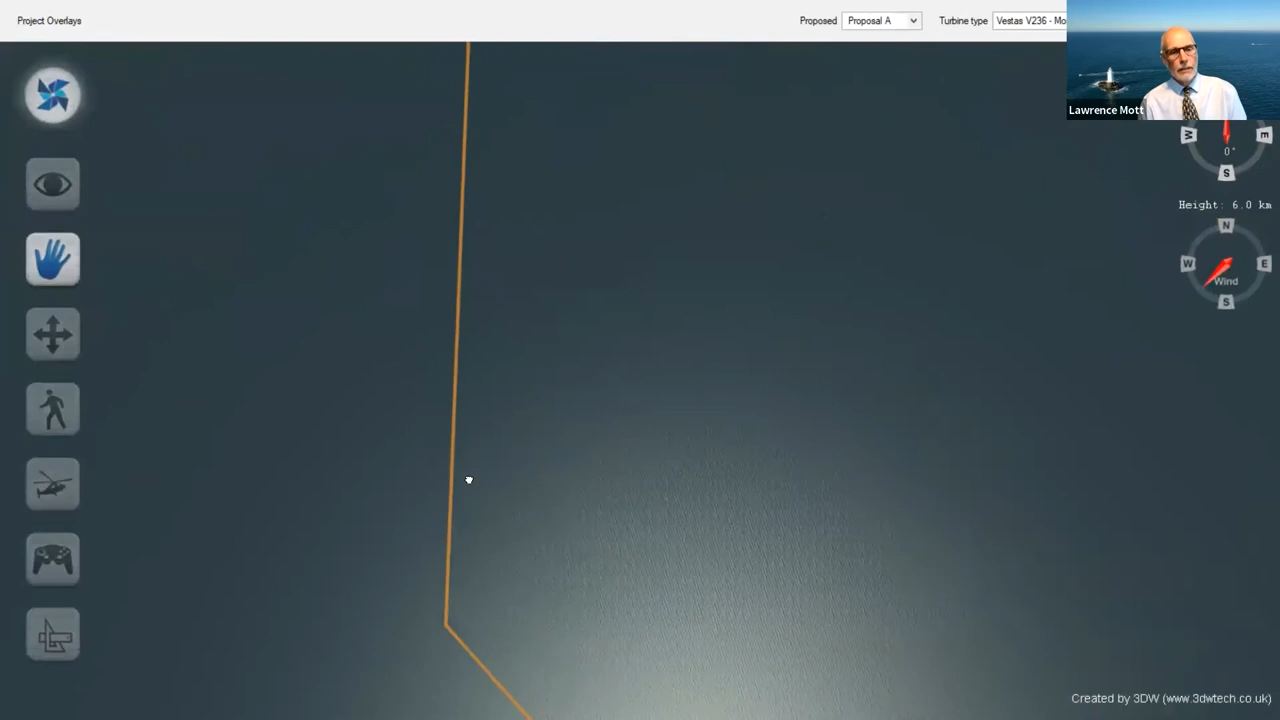 Project Overlays
Proposed Proposal A Turbine type Vestas V236 - Mo
Lawrence Mott
W E
0°
S
Height: 6.0 km
N
W E
Wind
S
Created by 3DW (www.3dwtech.co.uk)